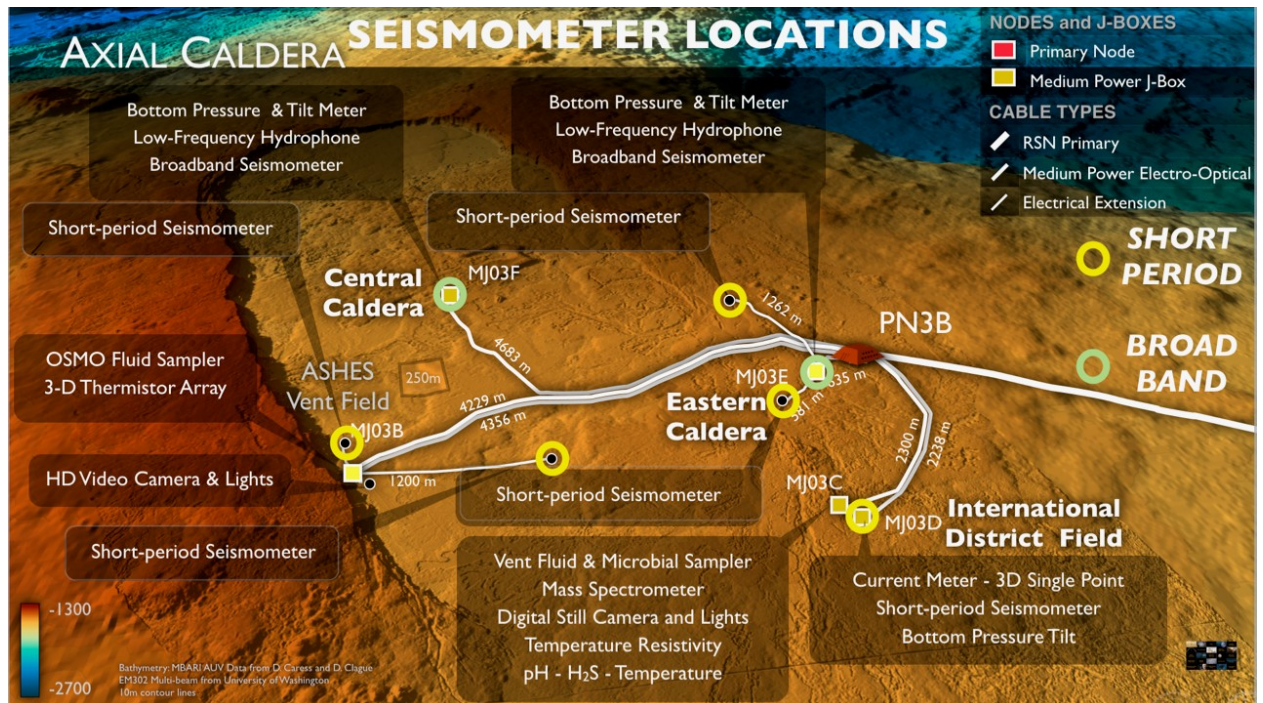 AXIAL CALDERA
SEISMOMETER LOCATIONS
NODES and J-BOXES
Primary Node
Medium Power J-Box
CABLE TYPES
RSN Primary
Medium Power Electro-Optical
Electrical Extension
SHORT
PERIOD
BROAD
BAND
Bottom Pressure & Tilt Meter
Low-Frequency Hydrophone
Broadband Seismometer
Bottom Pressure & Tilt Meter
Low-Frequency Hydrophone
Broadband Seismometer
Short-period Seismometer
Short-period Seismometer
Central
Caldera
MJ03F
4683 m
1262 m
PN3B
OSMO Fluid Sampler
3-D Thermistor Array
ASHES
Vent Field
250m
MJ03B
4229 m
4356 m
MJ03E
Eastern
Caldera
2300 m
2238 m
HD Video Camera & Lights
1200 m
Short-period Seismometer
Short-period Seismometer
MJ03C
MJ03D
International
District Field
Vent Fluid & Microbial Sampler
Mass Spectrometer
Digital Still Camera and Lights
Temperature Resistivity
pH - H₂S - Temperature
Current Meter - 3D Single Point
Short-period Seismometer
Bottom Pressure Tilt
-1300
-2700
Bathymetry: MBARI AUV Data from D. Caress and D. Clague
EM302 Multi-beam from University of Washington
10m contour lines